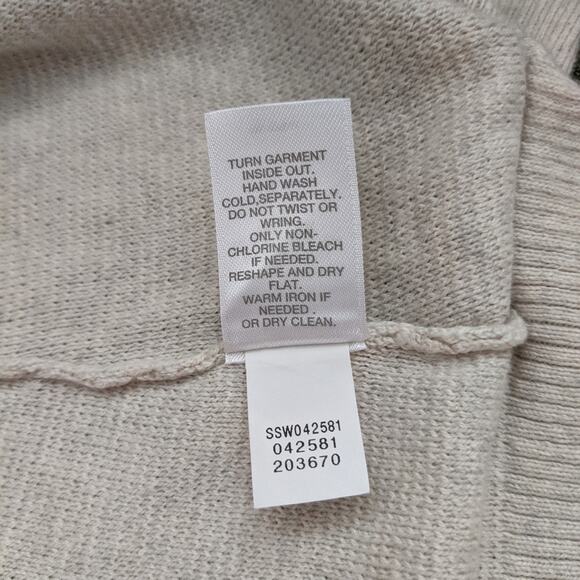 TURN GARMENT
INSIDE OUT.
HAND WASH
COLD,SEPARATELY.
DO NOT TWIST OR
WRING.
ONLY NON-
CHLORINE BLEACH
IF NEEDED.
RESHAPE AND DRY
FLAT.
WARM IRON IF
NEEDED .
OR DRY CLEAN.
SSW042581
042581
203670